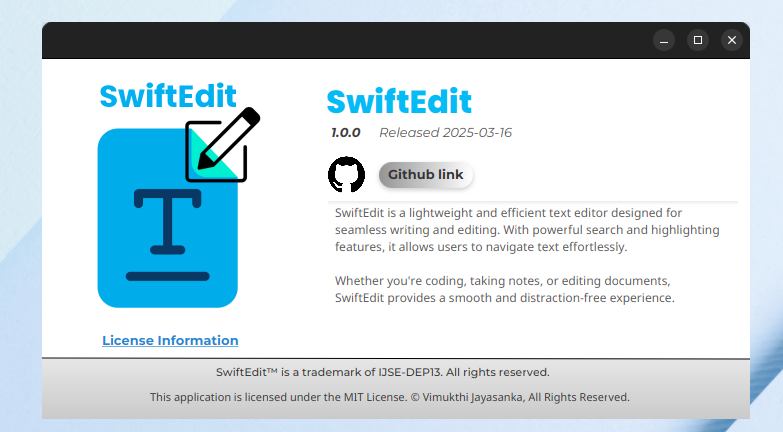 SwiftEdit
SwiftEdit
1.0.0 Released 2025-03-16
Github link
SwiftEdit is a lightweight and efficient text editor designed for
seamless writing and editing. With powerful search and highlighting
features, it allows users to navigate text effortlessly.
Whether you're coding, taking notes, or editing documents,
SwiftEdit provides a smooth and distraction-free experience.
T
License Information
SwiftEdit™ is a trademark of IJSE-DEP13. All rights reserved.
This application is licensed under the MIT License. © Vimukthi Jayasanka, All Rights Reserved.